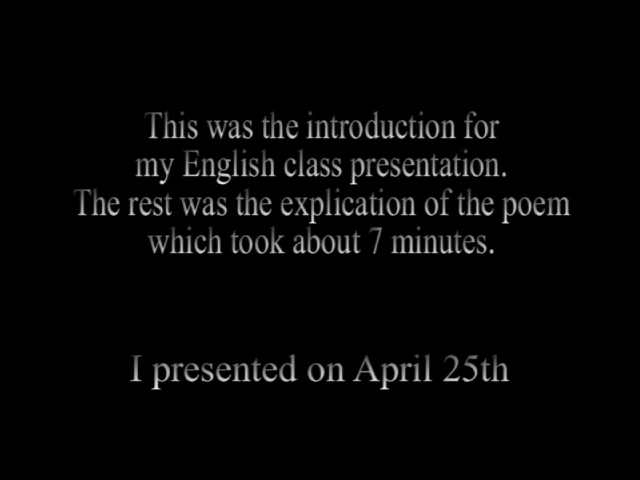 This was the introduction for
my English class presentation.
The rest was the explication of the poem
which took about 7 minutes.
I presented on April 25th